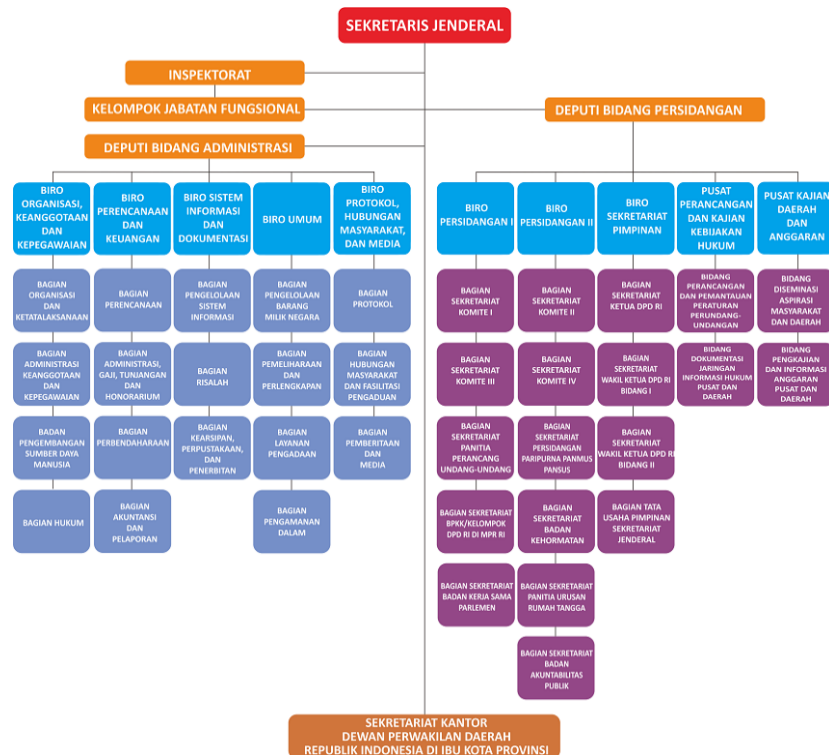 SEKRETARIS JENDERAL
INSPEKTORAT
KELOMPOK JABATAN FUNGSIONAL
DEPUTI BIDANG PERSIDANGAN
DEPUTI BIDANG ADMINISTRASI
BIRO
ORGANISASI,
KEANGGOTAAN
DAN
KEPEGAWAIAN
BIRO
PERENCANAAN
DAN
KEUANGAN
BIRO SISTEM
INFORMASI
DAN
DOKUMENTASI
BIRO UMUM
BIRO
PROTOKOL,
HUBUNGAN
MASYARAKAT,
DAN MEDIA
BIRO
PERSIDANGAN I
BIRO
PERSIDANGAN II
BIRO
SEKRETARIAT
PIMPINAN
PUSAT
PERANCANGAN
DAN KAJIAN
KEBIJAKAN
HUKUM
PUSAT KAJIAN
DAERAH
DAN
ANGGARAN
BAGIAN
ORGANISASI
DAN
KETATALAKSANAAN
BAGIAN
PERENCANAAN
BAGIAN
PENGELOLAAN
SISTEM
INFORMASI
BAGIAN
PENGELOLAAN
BARANG
MILIK NEGARA
BAGIAN
PROTOKOL
BAGIAN
SEKRETARIAT
KOMITE I
BAGIAN
SEKRETARIAT
KOMITE II
BAGIAN
SEKRETARIAT
KETUA DPD RI
BIDANG
PERANCANGAN
DAN PEMANTAUAN
PERATURAN
PERUNDANG-
UNDANGAN
BIDANG
DISEMINASI
ASPIRASI
MASYARAKAT
DAN DAERAH
BAGIAN
ADMINISTRASI
KEANGGOTAAN
DAN
KEPEGAWAIAN
BAGIAN
ADMINISTRASI,
GAJI, TUNJANGAN
DAN
HONORARIUM
BAGIAN
RISALAH
BAGIAN
PEMELIHARAAN
DAN
PERLENGKAPAN
BAGIAN
HUBUNGAN
MASYARAKAT
DAN FASILITASI
PENGADUAN
BAGIAN
SEKRETARIAT
KOMITE III
BAGIAN
SEKRETARIAT
KOMITE IV
BAGIAN
SEKRETARIAT
WAKIL KETUA DPD RI
BIDANG I
BIDANG
DOKUMENTASI
JARINGAN
INFORMASI HUKUM
PUSAT DAN
DAERAH
BIDANG
PENGKAJIAN
DAN INFORMASI
ANGGARAN
PUSAT DAN
DAERAH
BADAN
PENGEMBANGAN
SUMBER DAYA
MANUSIA
BAGIAN
PERBENDAHARAAN
BAGIAN
KEARSIPAN,
PERPUSTAKAAN,
DAN
PENERBITAN
BAGIAN
LAYANAN
PENGADAAN
BAGIAN
PEMBERITAAN
DAN
MEDIA
BAGIAN
SEKRETARIAT
PANITIA
PERANCANG
UNDANG-UNDANG
BAGIAN
SEKRETARIAT
PERSIDANGAN
PARIPURNA PANMUS
PANSUS
BAGIAN
SEKRETARIAT
WAKIL KETUA DPD RI
BIDANG II
BAGIAN HUKUM
BAGIAN
AKUNTANSI
DAN
PELAPORAN
BAGIAN
PENGAMANAN
DALAM
BAGIAN SEKRETARIAT
BPKK/KELOMPOK
DPD RI DI MPR RI
BAGIAN
SEKRETARIAT
BADAN
KEHORMATAN
BAGIAN TATA
USAHA PIMPINAN
SEKRETARIAT
JENDERAL
BAGIAN SEKRETARIAT
BADAN KERJA SAMA
PARLEMEN
BAGIAN SEKRETARIAT
PANITIA URUSAN
RUMAH TANGGA
BAGIAN SEKRETARIAT
BADAN
AKUNTABILITAS
PUBLIK
SEKRETARIAT KANTOR
DEWAN PERWAKILAN DAERAH
REPUBLIK INDONESIA DI IBU KOTA PROVINSI